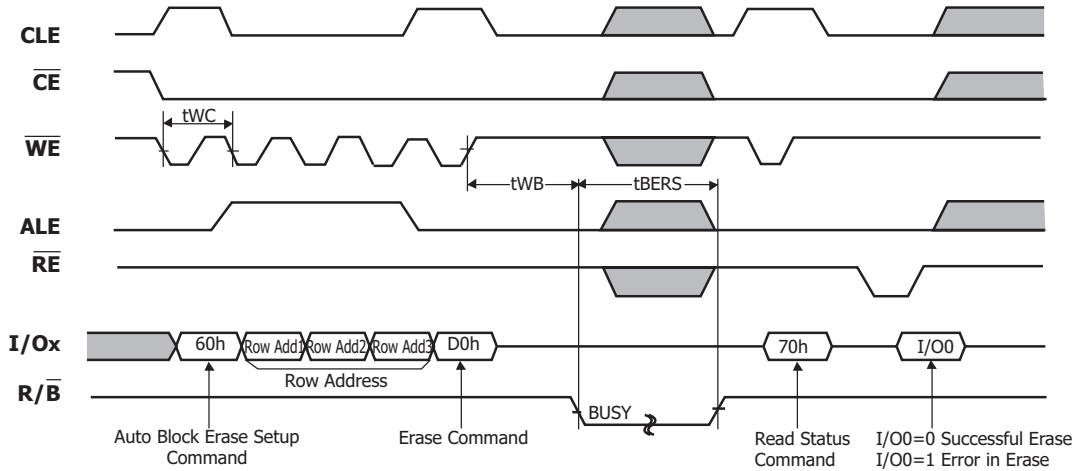 CLE
CE
tWC
WE
tWB
tBERS
ALE
RE
I/Ox
60h
Row Add1
Row Add2
Row Add3
D0h
70h
I/O0
Row Address
R/B
BUSY
Auto Block Erase Setup
Command
Erase Command
Read Status
Command
I/O0=0 Successful Erase
I/O0=1 Error in Erase